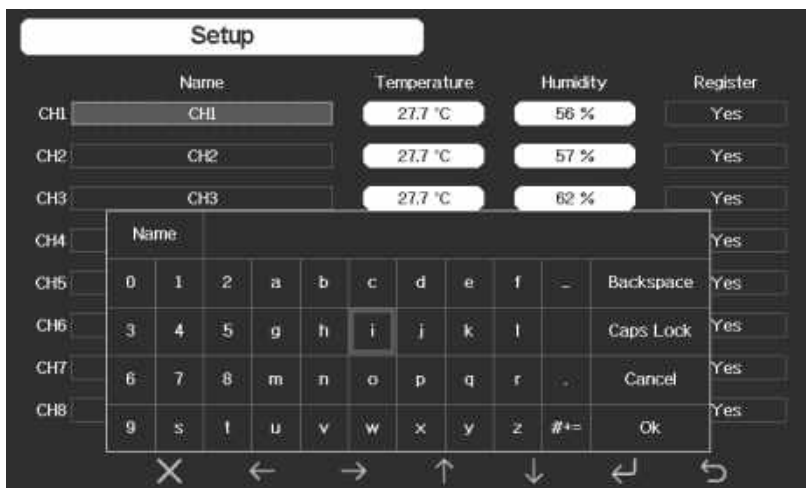 Setup
Name Temperature Humidity Register
CH1 CH1 27.7 °C 56 % Yes
CH2 CH2 27.7 °C 57 % Yes
CH3 CH3 27.7 °C 62 % Yes
CH4 Yes
Name
CH5 Yes
0 1 2 a b c d e f _ Backspace
CH6 Yes
3 4 5 g h i j k l Caps Lock
CH7 Yes
6 7 8 m n o p q r . Cancel
CH8 Yes
9 s t u v w x y z #+= Ok